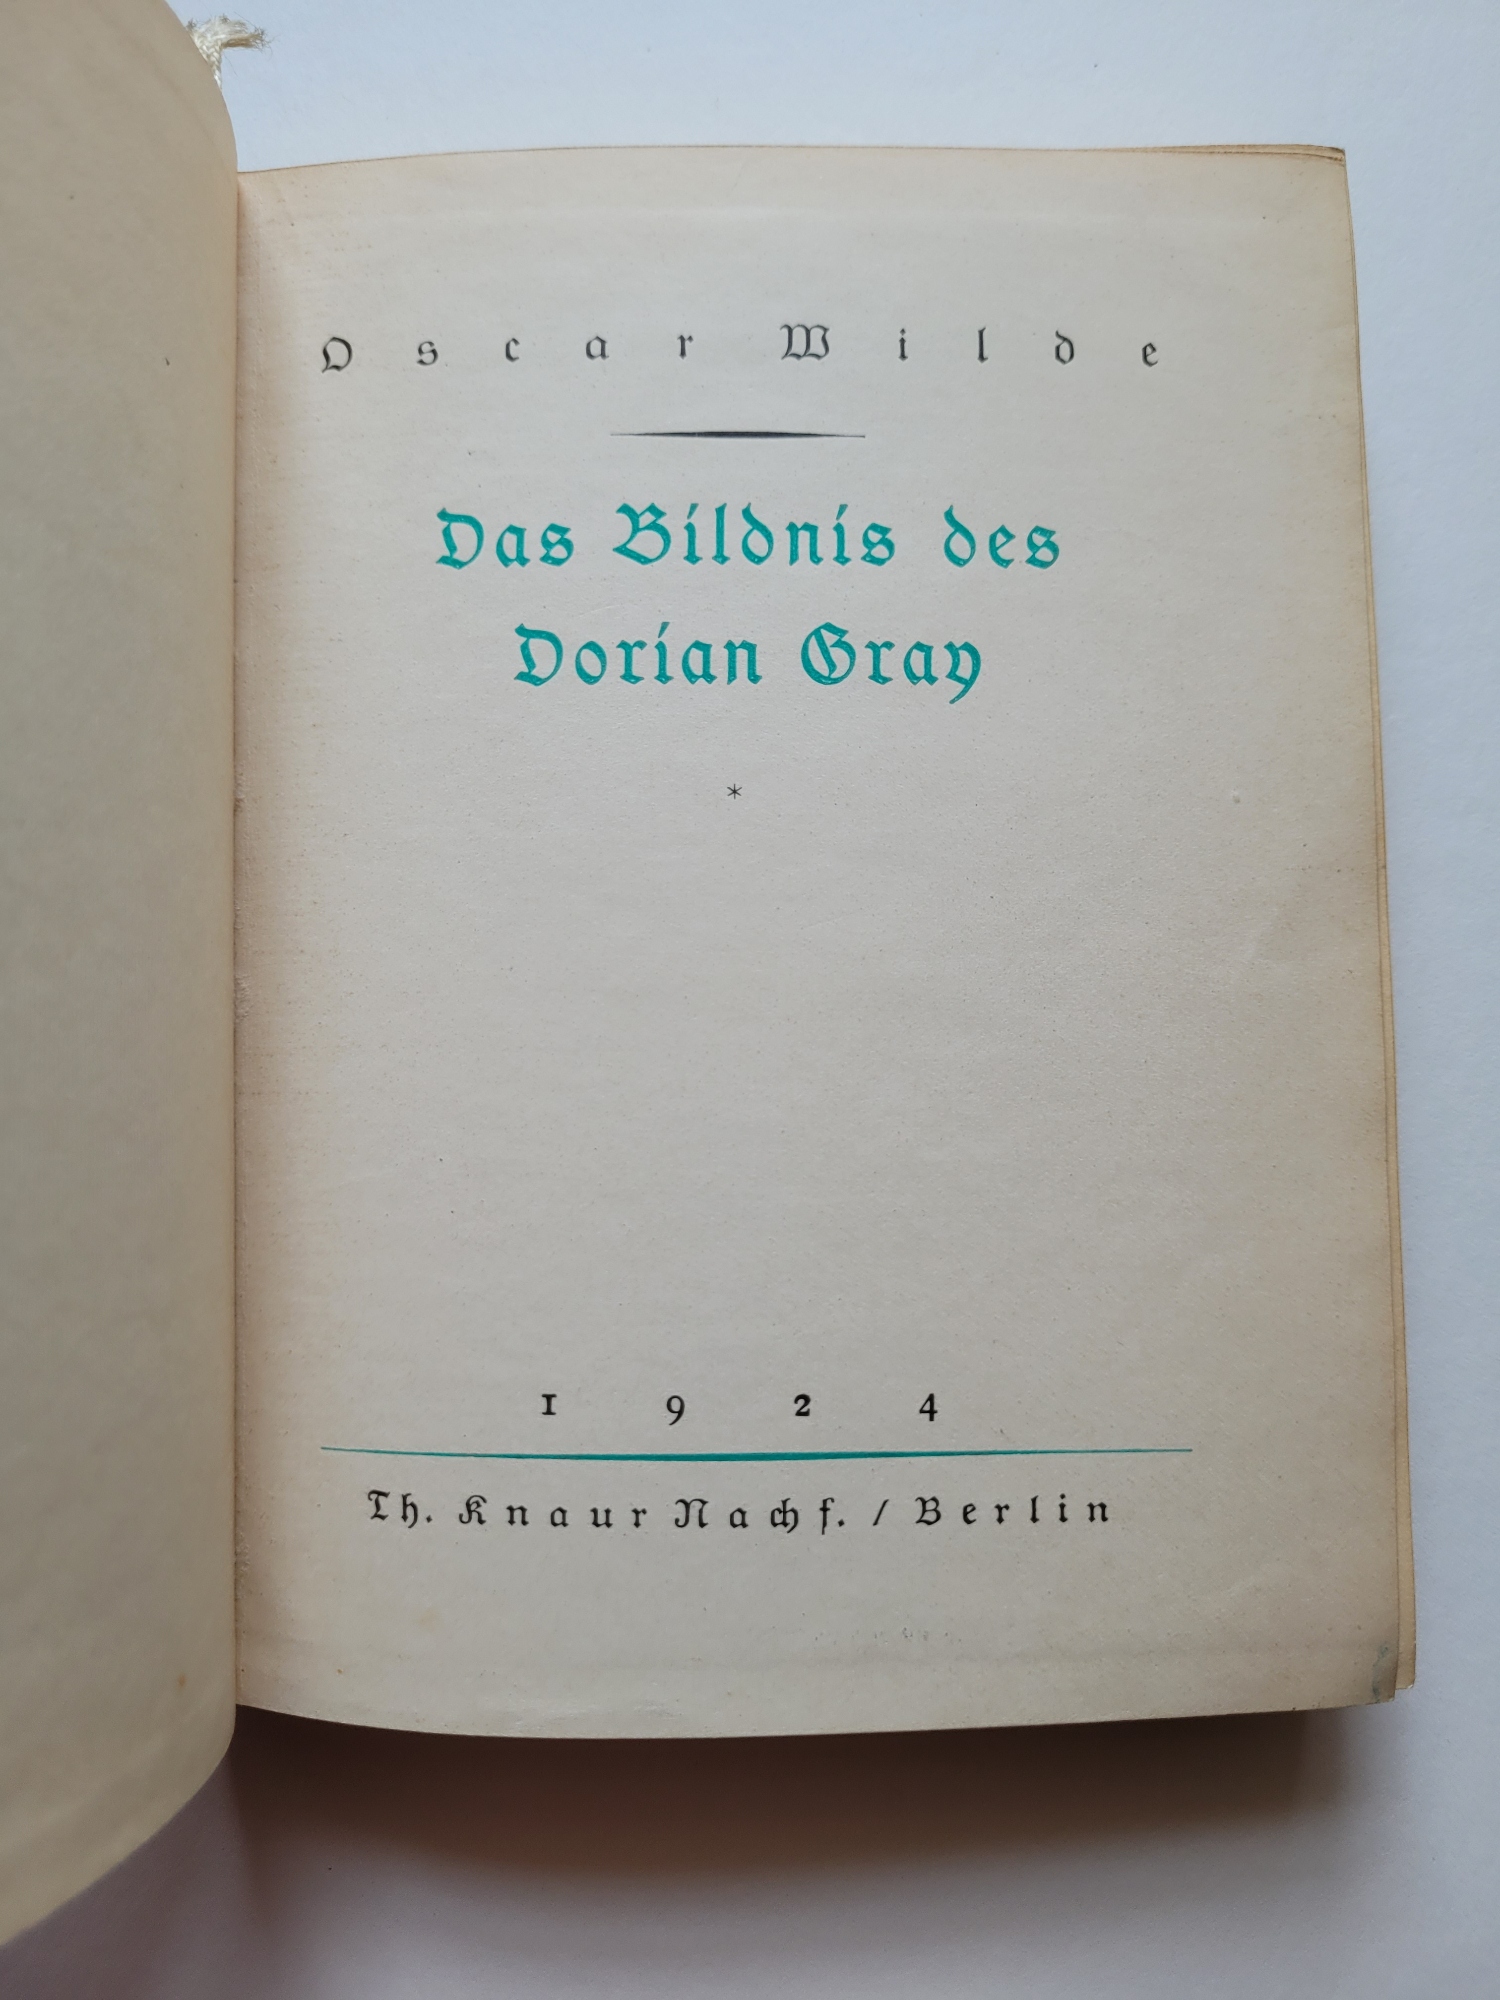 Oscar Wilde
Das Bildnis des
Dorian Gray
*
1924
Th. Knaur Nachf. / Berlin